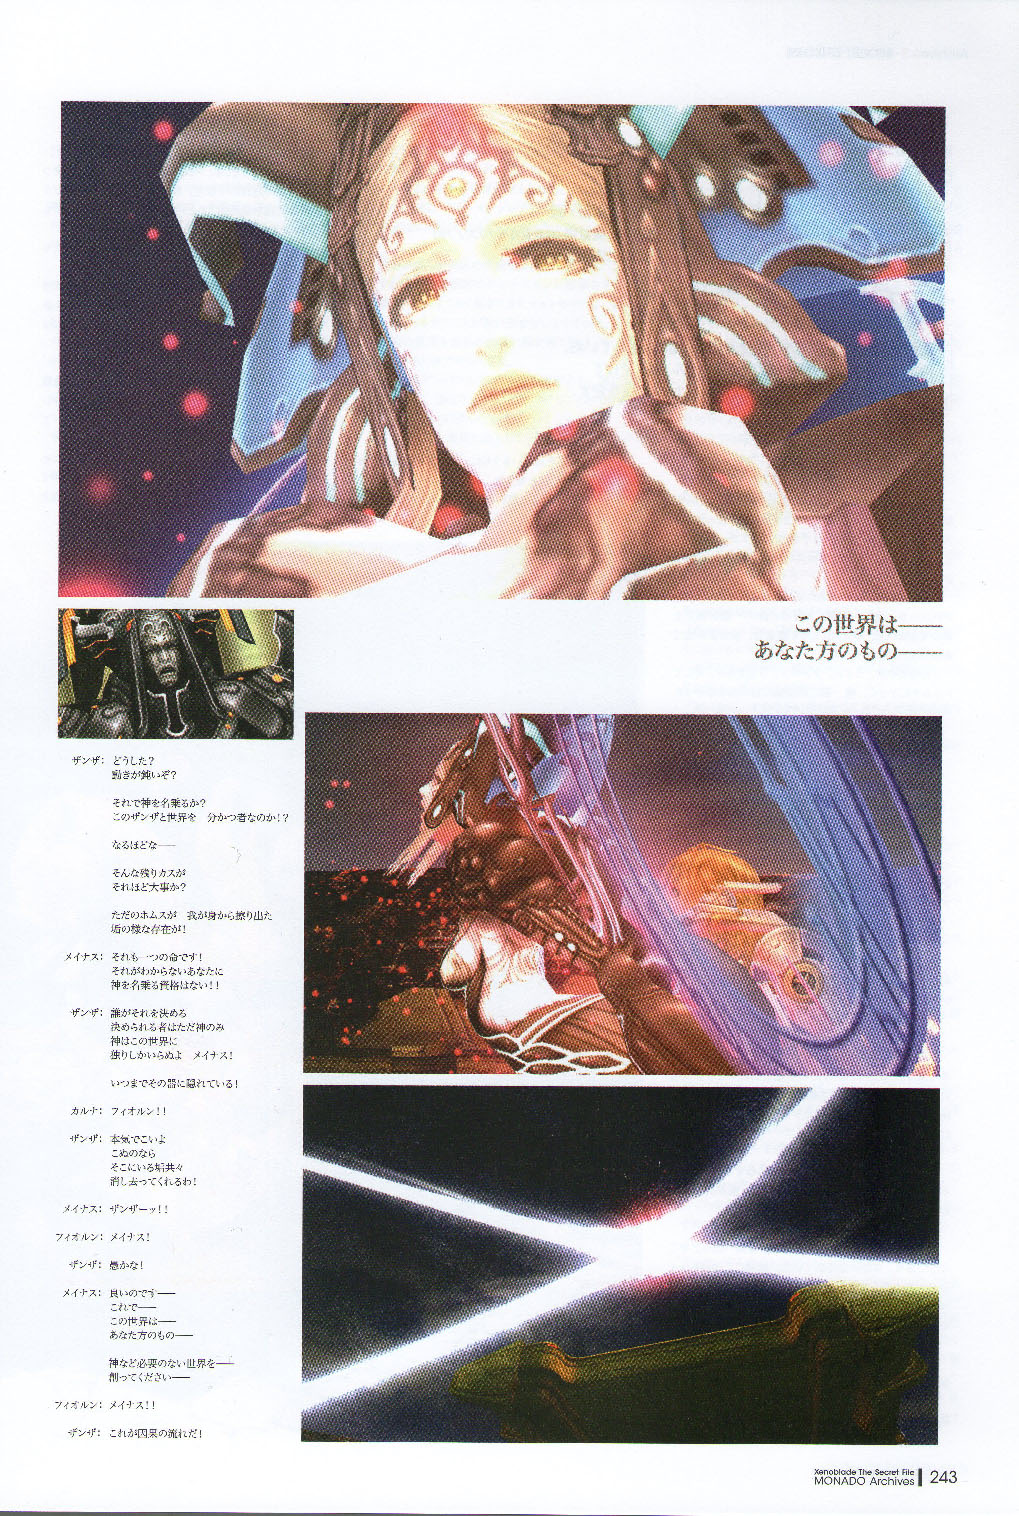 この世界は――
あなた方のもの――
ザンザ： どうした？
動きが鈍いぞ？
それで神を名乗るか？
このザンザと世界を　分かつ者なのか！？
なるほどな――
そんな残りカスが
それほど大事か？
ただのホムスが　我が身から擦り出た
垢の様な存在が！
メイナス： それも一つの命です！
それがわからないあなたに
神を名乗る資格はない！！
ザンザ： 誰がそれを決める
決められる者はただ神のみ
神はこの世界に
独りしかいらぬよ　メイナス！
いつまでその器に隠れている！
カルナ： フィオルン！！
ザンザ： 本気でこいよ
こぬのなら
そこにいる垢共々
消し去ってくれるわ！
メイナス： ザンザーッ！！
フィオルン： メイナス！
ザンザ： 愚かな！
メイナス： 良いのです――
これで――
この世界は――
あなた方のもの――
神など必要のない世界を――
創ってください――
フィオルン： メイナス！！
ザンザ： これが因果の流れだ！
Xenoblade The Secret File
MONADO Archives 243